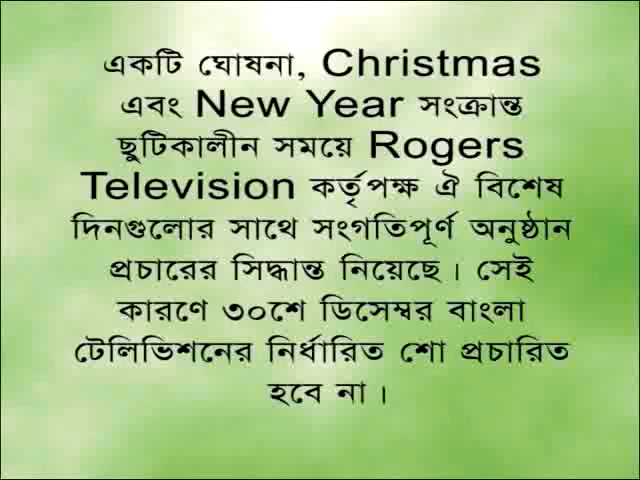 একটি ঘোষনা, Christmas
এবং New Year সংক্রান্ত
ছুটিকালীন সময়ে Rogers
Television কর্তৃপক্ষ ঐ বিশেষ
দিনগুলোর সাথে সংগতিপূর্ণ অনুষ্ঠান
প্রচারের সিদ্ধান্ত নিয়েছে। সেই
কারণে ৩০শে ডিসেম্বর বাংলা
টেলিভিশনের নির্ধারিত শো প্রচারিত
হবে না।